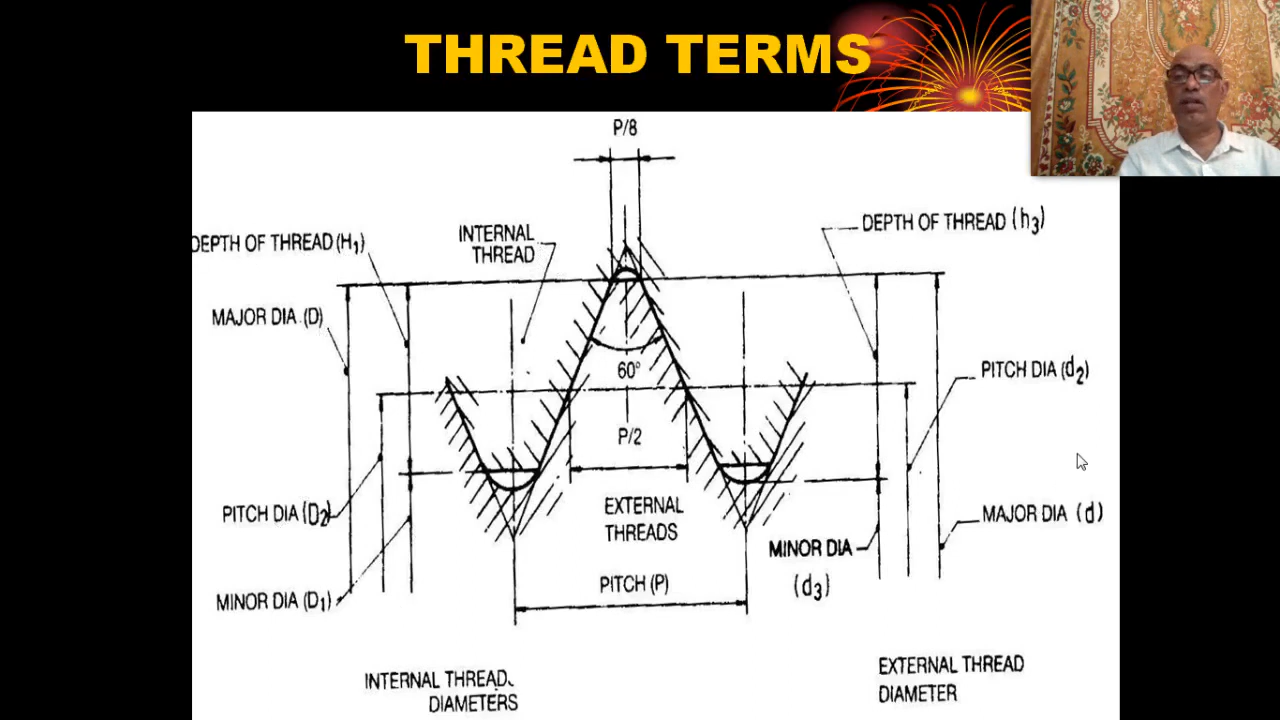 THREAD TERMS
P/8
DEPTH OF THREAD (H1)
INTERNAL
THREAD
DEPTH OF THREAD (h3)
MAJOR DIA (D)
60°
PITCH DIA (d2)
P/2
PITCH DIA (D2)
EXTERNAL
THREADS
MAJOR DIA (d)
MINOR DIA
(d3)
PITCH (P)
MINOR DIA (D1)
INTERNAL THREAD
DIAMETERS
EXTERNAL THREAD
DIAMETER